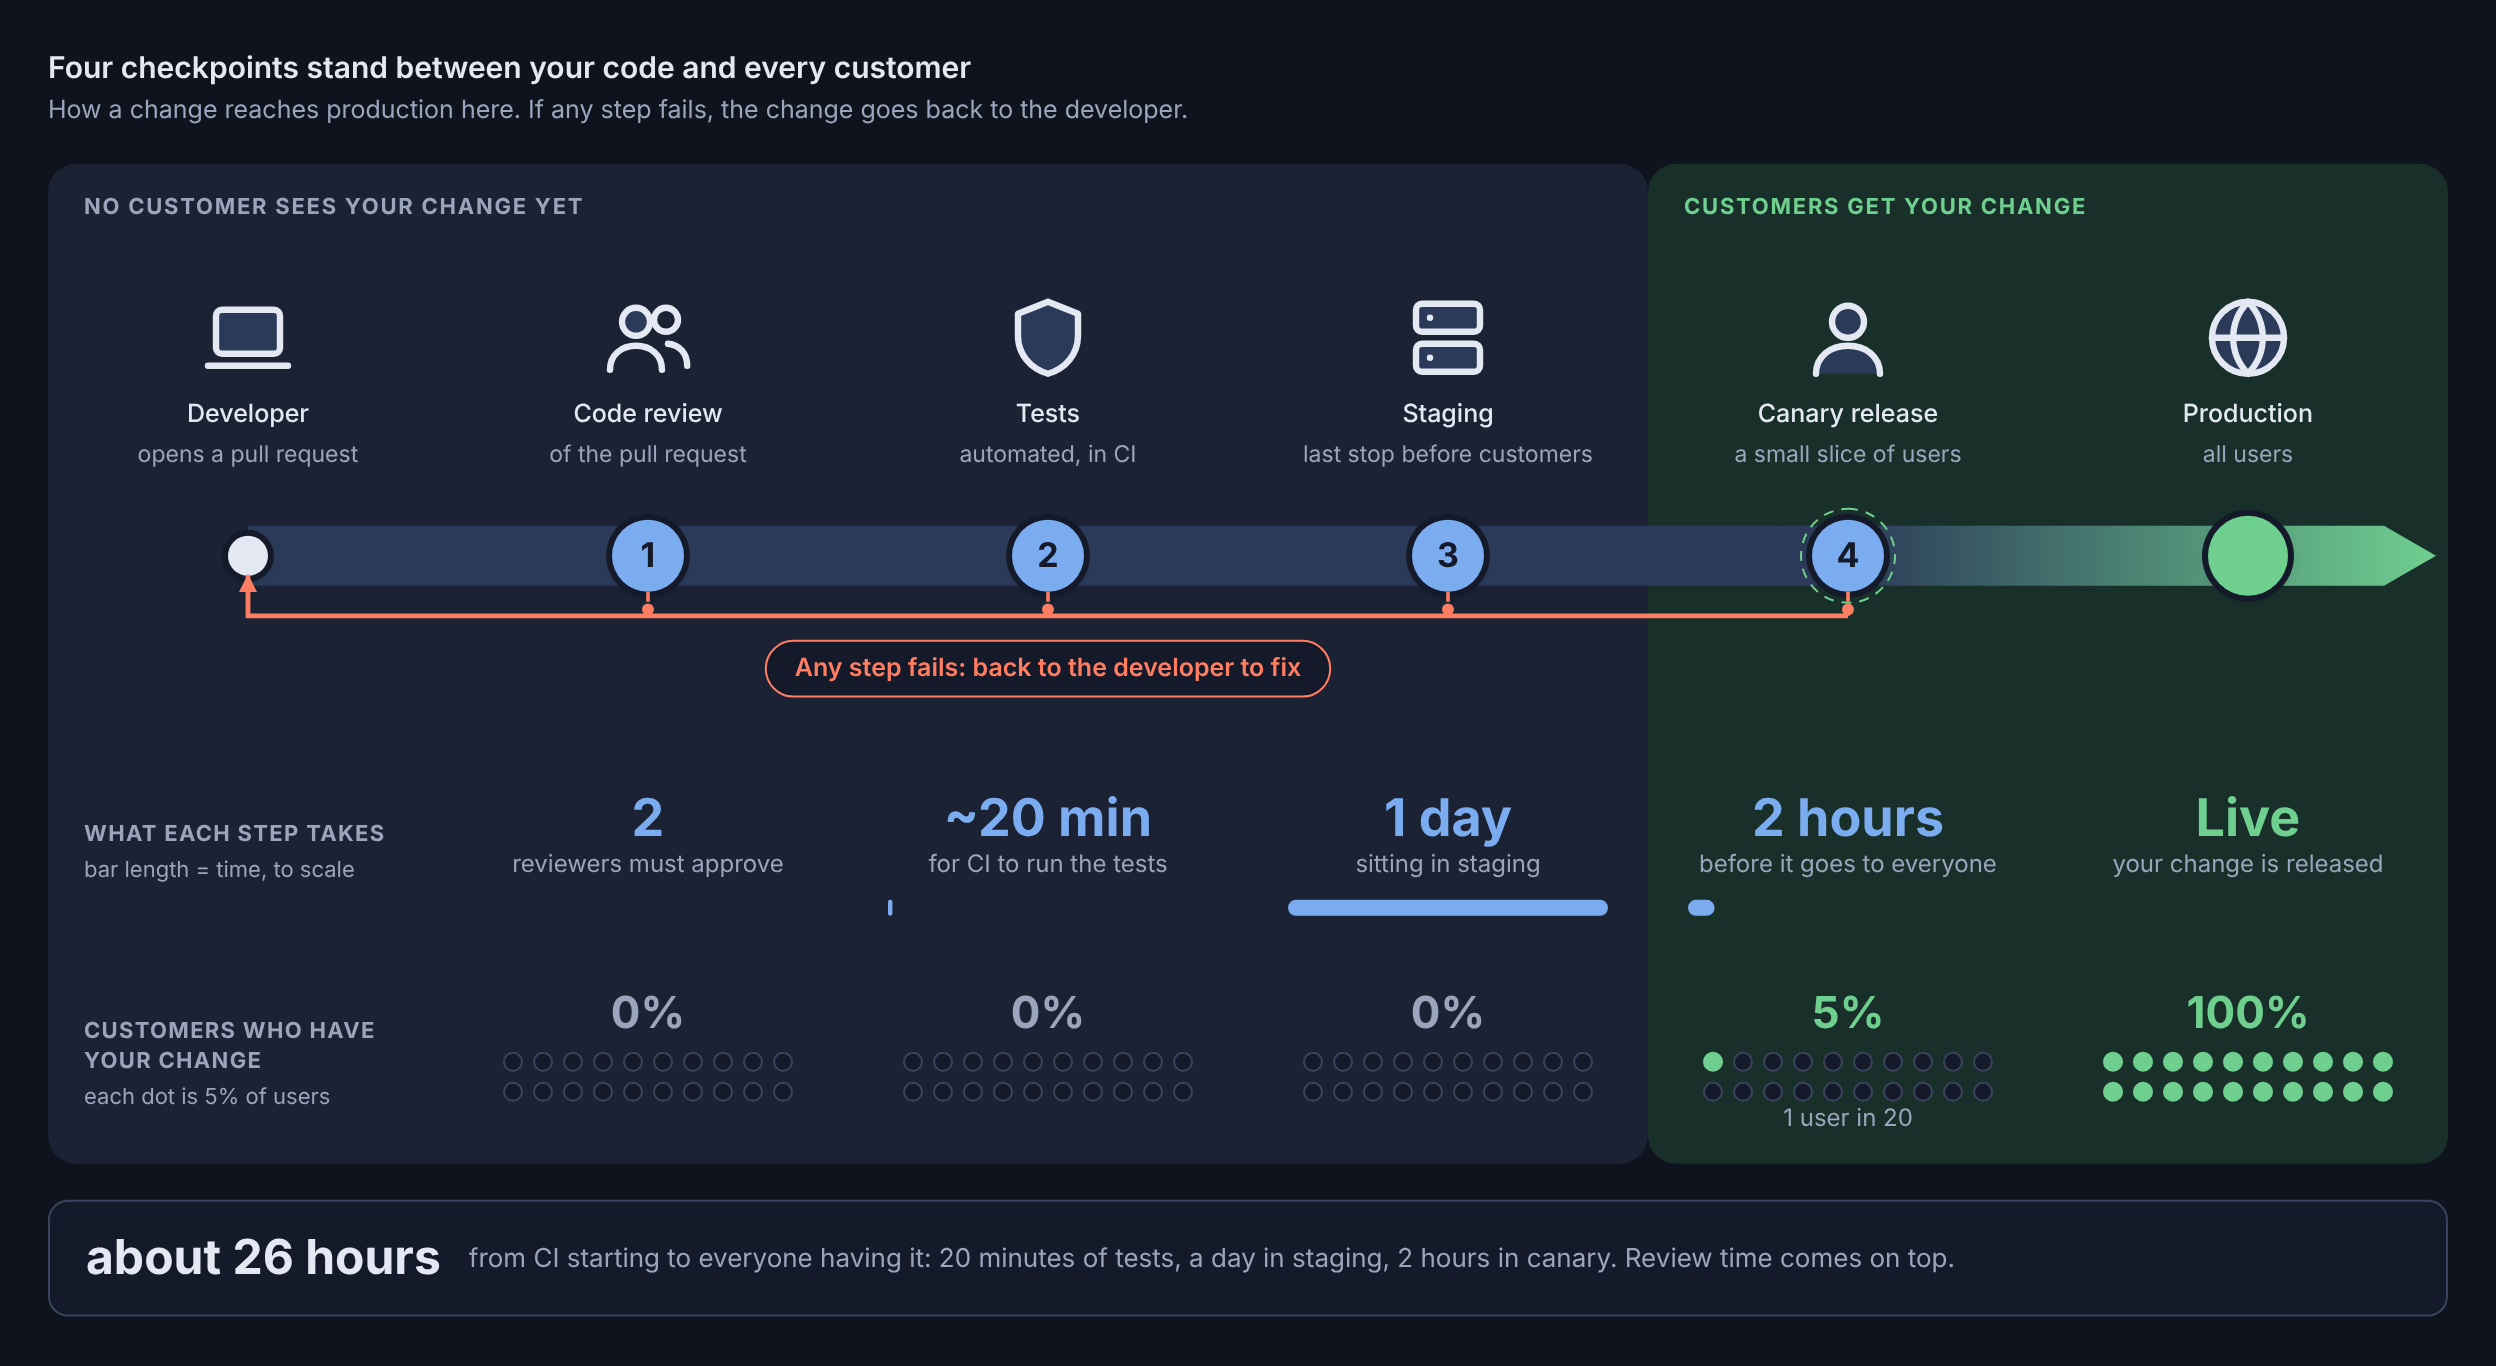 Four checkpoints stand between your code and every customer
How a change reaches production here. If any step fails, the change goes back to the developer.
NO CUSTOMER SEES YOUR CHANGE YET
CUSTOMERS GET YOUR CHANGE
Developer
opens a pull request
Code review
of the pull request
Tests
automated, in CI
Staging
last stop before customers
Canary release
a small slice of users
Production
all users
1
2
3
4
Any step fails: back to the developer to fix
WHAT EACH STEP TAKES
bar length = time, to scale
2
reviewers must approve
~20 min
for CI to run the tests
1 day
sitting in staging
2 hours
before it goes to everyone
Live
your change is released
CUSTOMERS WHO HAVE
YOUR CHANGE
each dot is 5% of users
0%
0%
0%
5%
1 user in 20
100%
about 26 hours
from CI starting to everyone having it: 20 minutes of tests, a day in staging, 2 hours in canary. Review time comes on top.